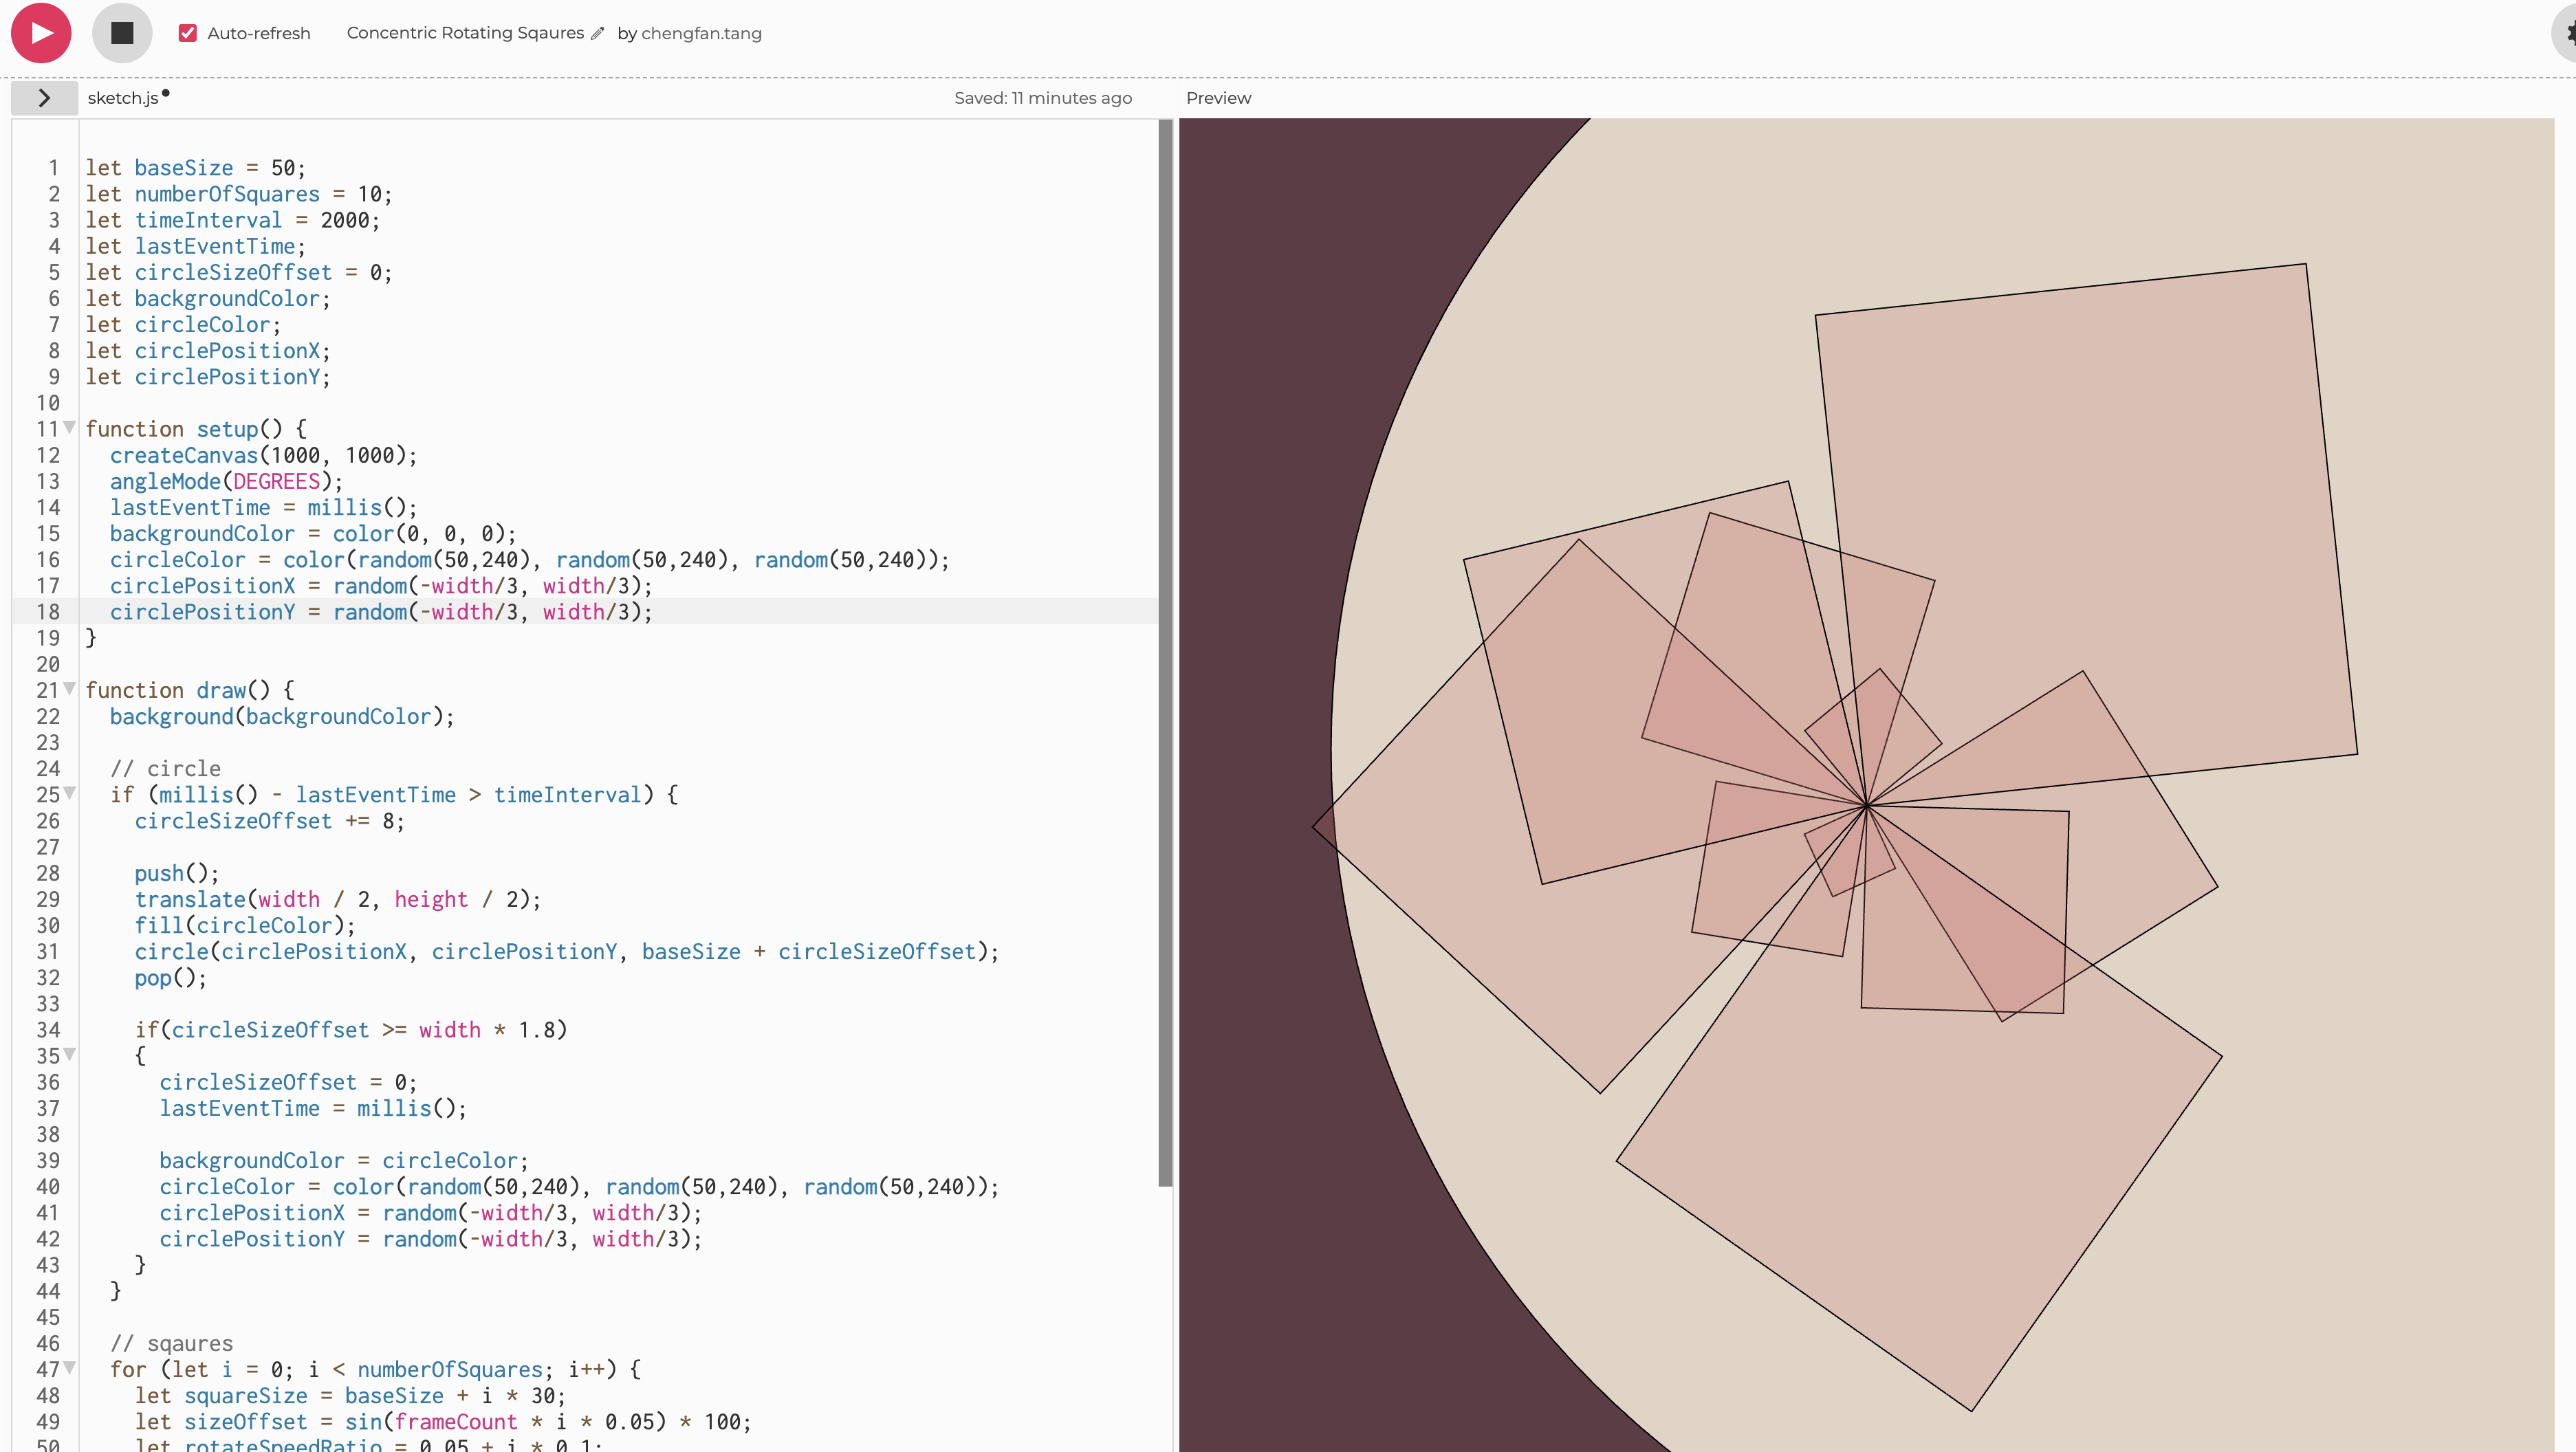 Auto-refresh Concentric Rotating Sqaures by chengfan.tang
sketch.js Saved: 11 minutes ago Preview
1 let baseSize = 50;
2 let numberOfSquares = 10;
3 let timeInterval = 2000;
4 let lastEventTime;
5 let circleSizeOffset = 0;
6 let backgroundColor;
7 let circleColor;
8 let circlePositionX;
9 let circlePositionY;
10
11 function setup() {
12   createCanvas(1000, 1000);
13   angleMode(DEGREES);
14   lastEventTime = millis();
15   backgroundColor = color(0, 0, 0);
16   circleColor = color(random(50,240), random(50,240), random(50,240));
17   circlePositionX = random(-width/3, width/3);
18   circlePositionY = random(-width/3, width/3);
19 }
20
21 function draw() {
22   background(backgroundColor);
23
24   // circle
25   if (millis() - lastEventTime > timeInterval) {
26     circleSizeOffset += 8;
27
28     push();
29     translate(width / 2, height / 2);
30     fill(circleColor);
31     circle(circlePositionX, circlePositionY, baseSize + circleSizeOffset);
32     pop();
33
34     if(circleSizeOffset >= width * 1.8)
35     {
36       circleSizeOffset = 0;
37       lastEventTime = millis();
38
39       backgroundColor = circleColor;
40       circleColor = color(random(50,240), random(50,240), random(50,240));
41       circlePositionX = random(-width/3, width/3);
42       circlePositionY = random(-width/3, width/3);
43     }
44   }
45
46   // sqaures
47   for (let i = 0; i < numberOfSquares; i++) {
48     let squareSize = baseSize + i * 30;
49     let sizeOffset = sin(frameCount * i * 0.05) * 100;
50     let rotateSpeedRatio = 0.05 + i * 0.1;